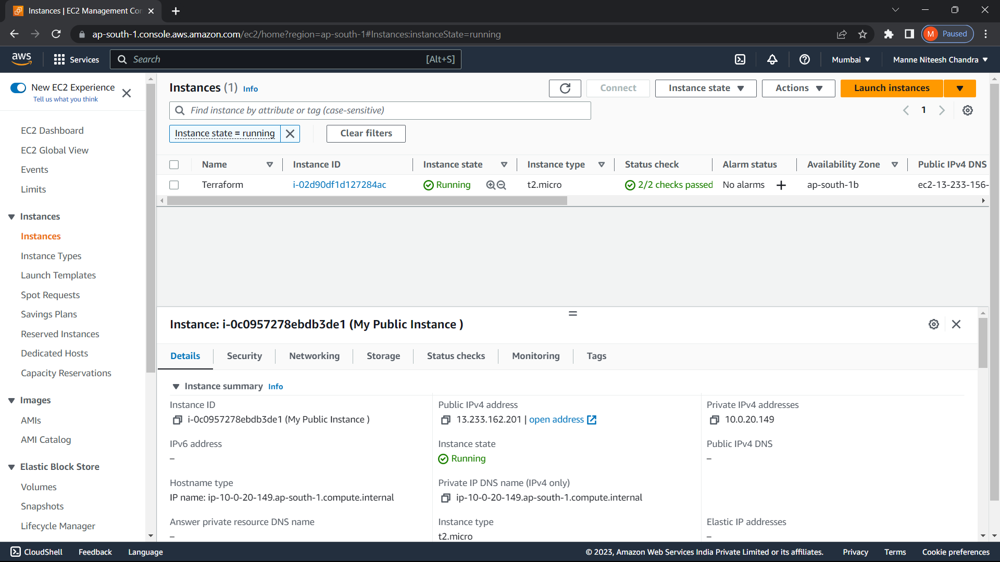 Instances | EC2 Management Con
ap-south-1.console.aws.amazon.com/ec2/home?region=ap-south-1#Instances:instanceState=running
M Paused
aws
Services
Search [Alt+S]
Mumbai
Manne Niteesh Chandra
New EC2 Experience
Tell us what you think
EC2 Dashboard
EC2 Global View
Events
Limits
Instances
Instances
Instance Types
Launch Templates
Spot Requests
Savings Plans
Reserved Instances
Dedicated Hosts
Capacity Reservations
Images
AMIs
AMI Catalog
Elastic Block Store
Volumes
Snapshots
Lifecycle Manager
Instances (1) Info
Connect
Instance state
Actions
Launch instances
Find instance by attribute or tag (case-sensitive)
1
Instance state = running
Clear filters
Name Instance ID Instance state Instance type Status check Alarm status Availability Zone Public IPv4 DNS
Terraform i-02d90df1d127284ac Running t2.micro 2/2 checks passed No alarms ap-south-1b ec2-13-233-156-
Instance: i-0c0957278ebdb3de1 (My Public Instance )
Details Security Networking Storage Status checks Monitoring Tags
Instance summary Info
Instance ID
i-0c0957278ebdb3de1 (My Public Instance )
Public IPv4 address
13.233.162.201 | open address
Private IPv4 addresses
10.0.20.149
IPv6 address
–
Instance state
Running
Public IPv4 DNS
–
Hostname type
IP name: ip-10-0-20-149.ap-south-1.compute.internal
Private IP DNS name (IPv4 only)
ip-10-0-20-149.ap-south-1.compute.internal
Answer private resource DNS name
–
Instance type
t2.micro
Elastic IP addresses
–
CloudShell Feedback Language
© 2023, Amazon Web Services India Private Limited or its affiliates. Privacy Terms Cookie preferences